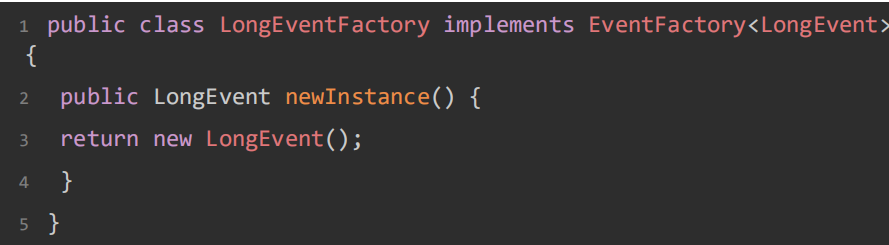 1 public class LongEventFactory implements EventFactory<LongEvent>
{
2 public LongEvent newInstance() {
3 return new LongEvent();
4 }
5 }